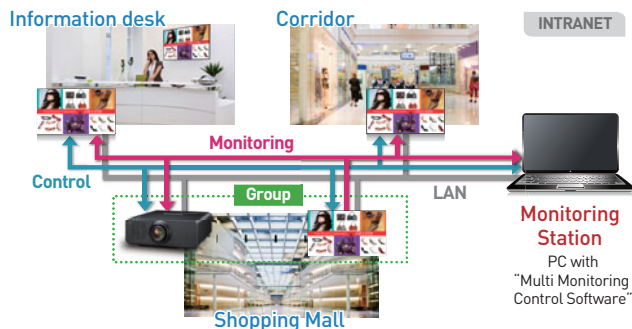 Information desk
Corridor
INTRANET
Monitoring
Control
Group
LAN
Monitoring
Station
PC with
“Multi Monitoring
Control Software”
Shopping Mall